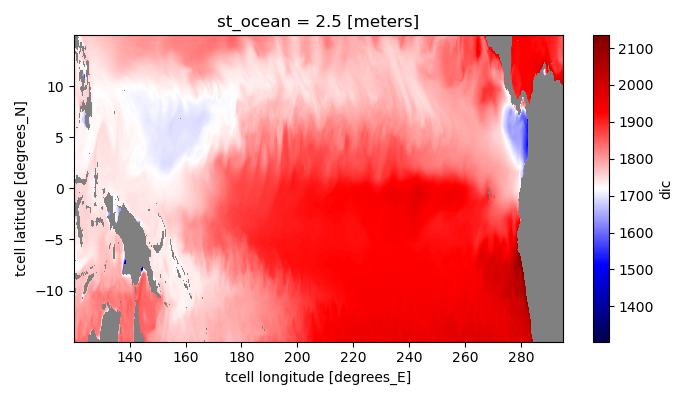 st_ocean = 2.5 [meters]
10
5
0
−5
−10
tcell latitude [degrees_N]
140 160 180 200 220 240 260 280
tcell longitude [degrees_E]
2100
2000
1900
1800
1700
1600
1500
1400
dic